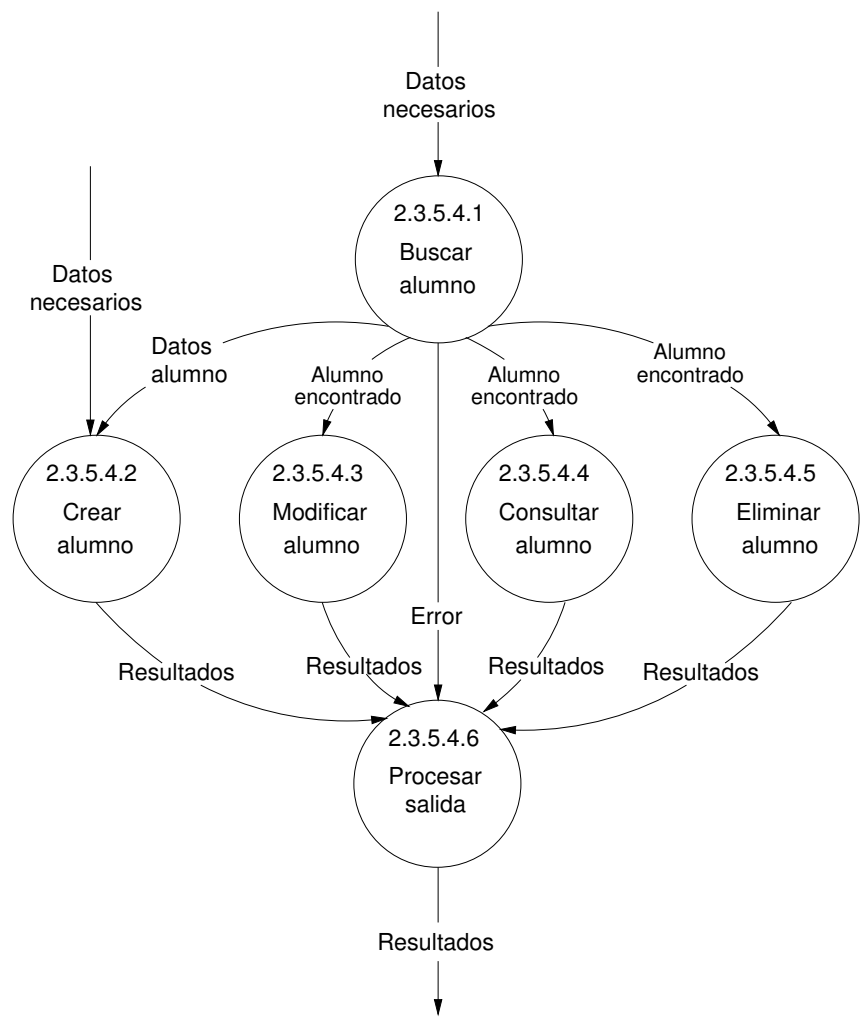 Datos
necesarios
2.3.5.4.1
Buscar
alumno
Datos
necesarios
Datos
alumno
Alumno
encontrado
Alumno
encontrado
Alumno
encontrado
2.3.5.4.2
Crear
alumno
2.3.5.4.3
Modificar
alumno
2.3.5.4.4
Consultar
alumno
2.3.5.4.5
Eliminar
alumno
Error
Resultados
Resultados
Resultados
Resultados
2.3.5.4.6
Procesar
salida
Resultados